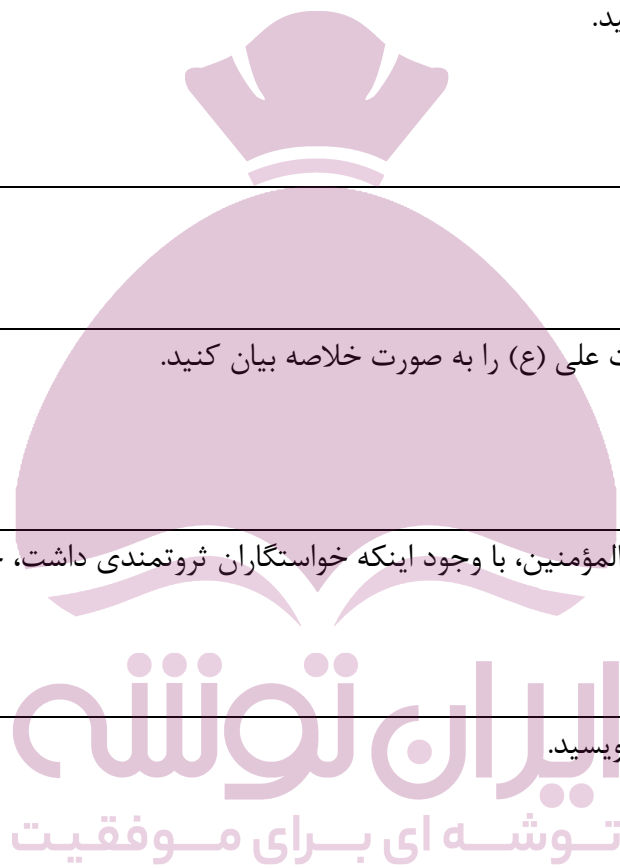 ید.
ت علی (ع) را به صورت خلاصه بیان کنید.
المؤمنین، با وجود اینکه خواستگاران ثروتمندی داشت،
ویسید.
ایران توشه
توشه ای برای موفقیت